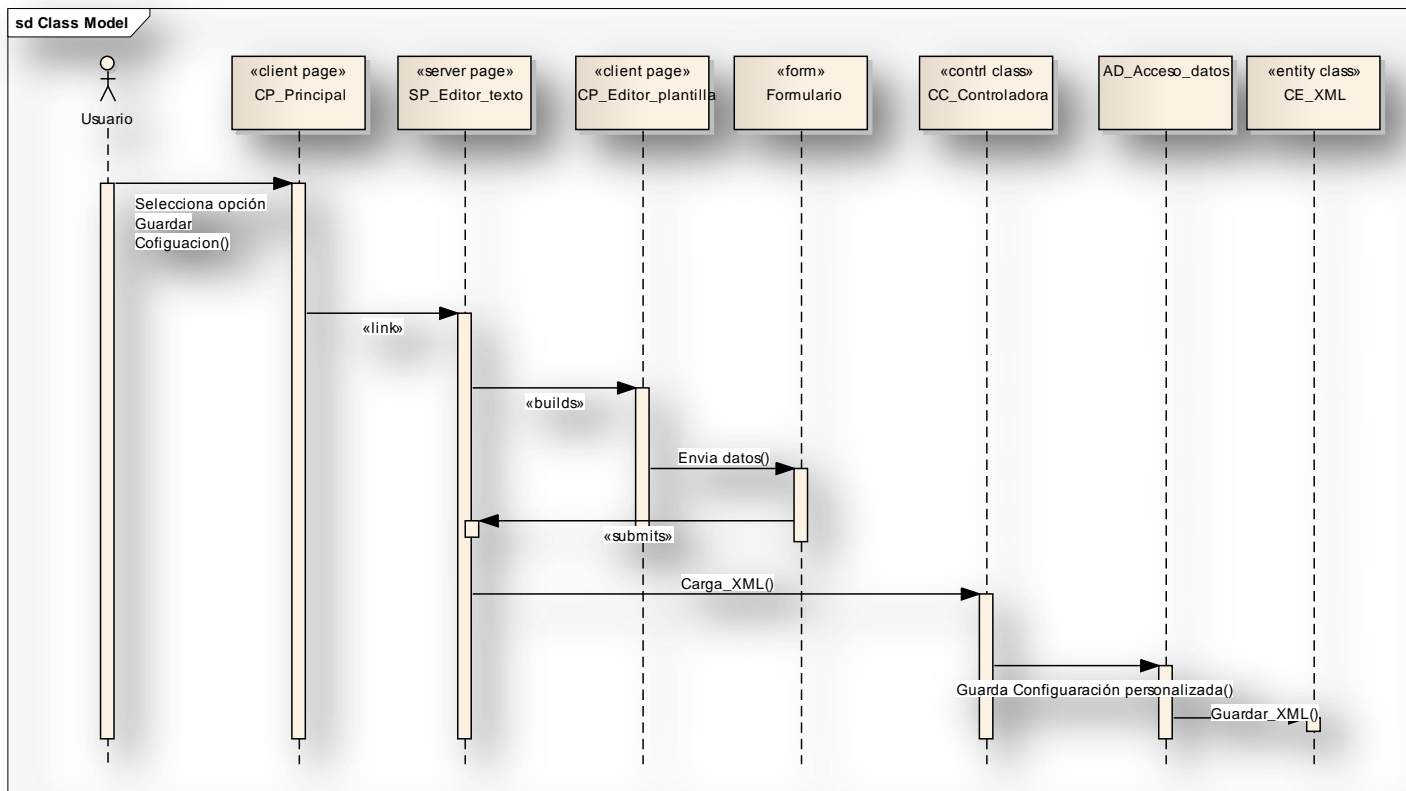 sd Class Model
Usuario
«client page»
CP_Principal
«server page»
SP_Editor_texto
«client page»
CP_Editor_plantilla
«form»
Formulario
«contrl class»
CC_Controladora
AD_Acceso_datos
«entity class»
CE_XML
Selecciona opción
Guardar
Cofiguacion()
«link»
«builds»
Envia datos()
«submits»
Carga_XML()
Guarda Configuaración personalizada()
Guardar_XML()